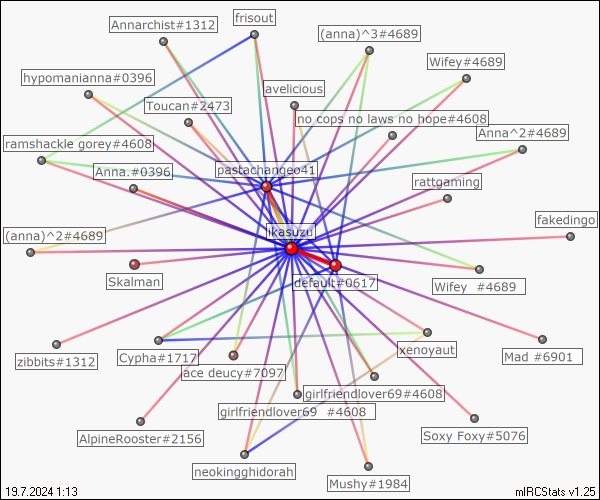 Annarchist#1312
frisout
(anna)^3#4689
Wifey#4689
hypomanianna#0396
avelicious
Toucan#2473
no cops no laws no hope#4608
Anna^2#4689
ramshackle gorey#4608
Anna.#0396
pastachangeo41
rattgaming
fakedingo
(anna)^2#4689
ikasuzu
Skalman
default#0617
Wifey  #4689
zibbits#1312
Cypha#1717
xenoyaut
Mad #6901
ace deucy#7097
girlfriendlover69#4608
girlfriendlover69  #4608
AlpineRooster#2156
Soxy Foxy#5076
neokingghidorah
Mushy#1984
19.7.2024 1:13
mIRCStats v1.25